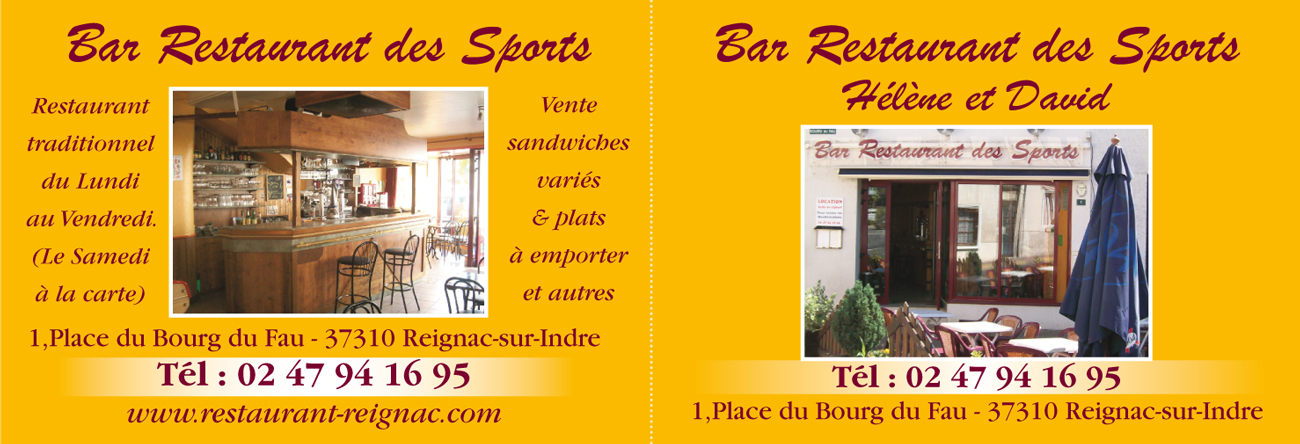 Bar Restaurant des Sports
Restaurant
traditionnel
du Lundi
au Vendredi.
(Le Samedi
à la carte)
Vente
sandwiches
variés
& plats
à emporter
et autres
1,Place du Bourg du Fau - 37310 Reignac-sur-Indre
Tél : 02 47 94 16 95
www.restaurant-reignac.com
Bar Restaurant des Sports
Hélène et David
Bar Restaurant des Sports
LOCATION
Tél : 02 47 94 16 95
1,Place du Bourg du Fau - 37310 Reignac-sur-Indre